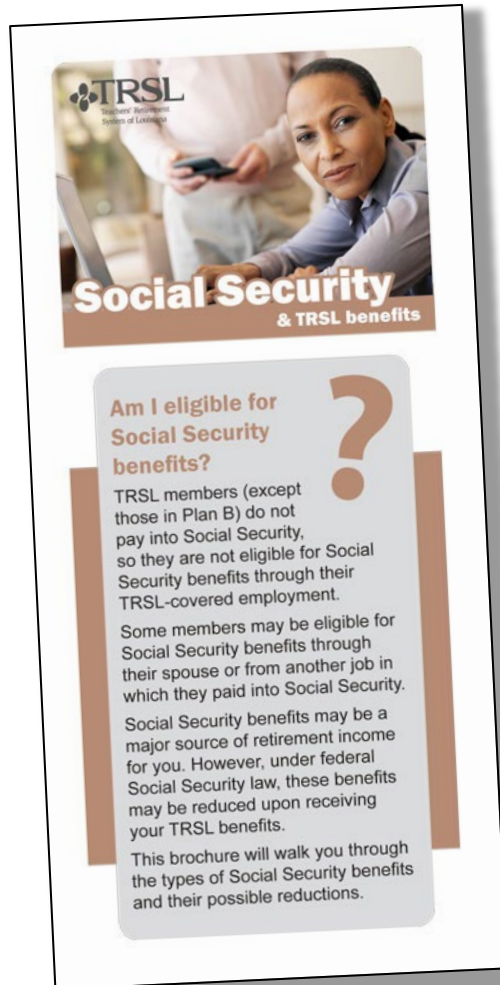 TRSL
Teachers' Retirement
System of Louisiana
Social Security
& TRSL benefits
Am I eligible for
Social Security
benefits?
?
TRSL members (except
those in Plan B) do not
pay into Social Security,
so they are not eligible for Social
Security benefits through their
TRSL-covered employment.
Some members may be eligible for
Social Security benefits through
their spouse or from another job in
which they paid into Social Security.
Social Security benefits may be a
major source of retirement income
for you. However, under federal
Social Security law, these benefits
may be reduced upon receiving
your TRSL benefits.
This brochure will walk you through
the types of Social Security benefits
and their possible reductions.